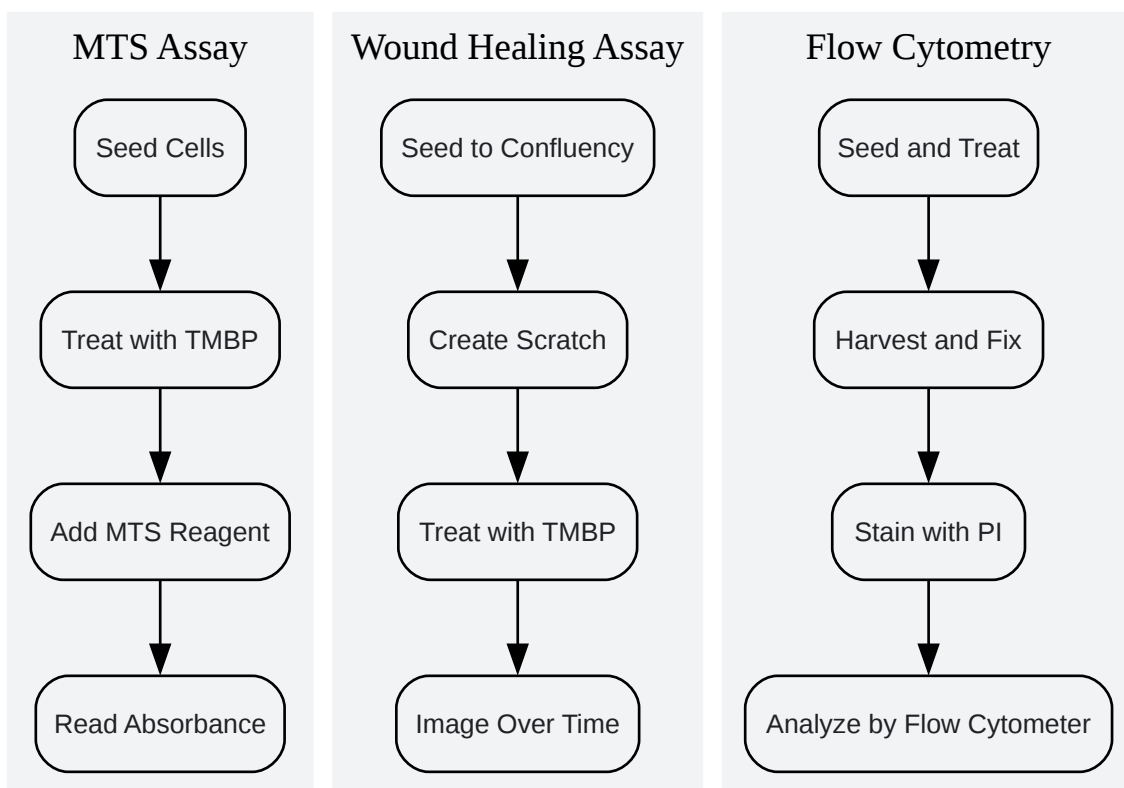 MTS Assay
Seed Cells
Treat with TMBP
Add MTS Reagent
Read Absorbance
Wound Healing Assay
Seed to Confluency
Create Scratch
Treat with TMBP
Image Over Time
Flow Cytometry
Seed and Treat
Harvest and Fix
Stain with PI
Analyze by Flow Cytometer